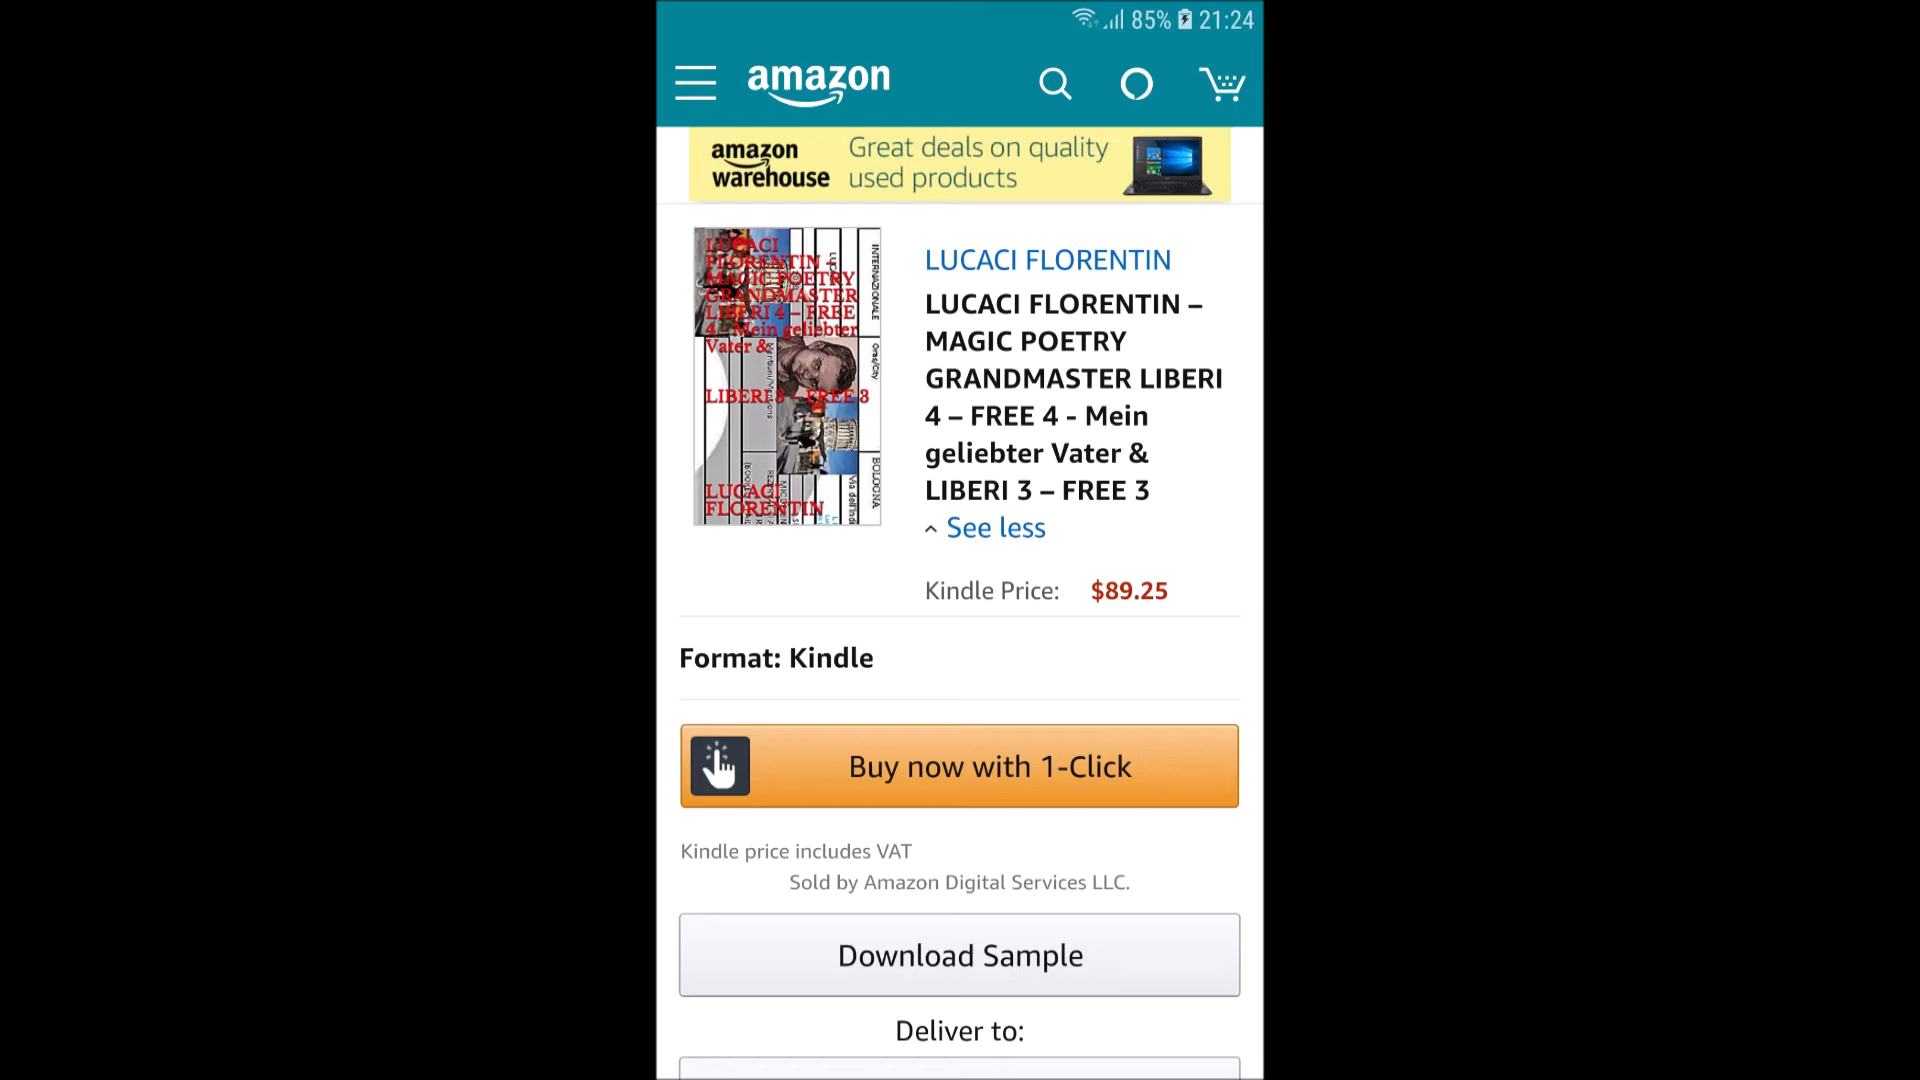 85% 21:24
amazon
amazon
warehouse
Great deals on quality
used products
LUCACI
FLORENTIN –
MAGIC POETRY
GRANDMASTER
LIBERI 4 – FREE
4 - Mein geliebter
Vater &
LIBERI 3 – FREE 3
LUCACI
FLORENTIN
INTERNAZIONALE
Oras/City
BOLOGNA
LUCACI FLORENTIN
LUCACI FLORENTIN –
MAGIC POETRY
GRANDMASTER LIBERI
4 – FREE 4 - Mein
geliebter Vater &
LIBERI 3 – FREE 3
See less
Kindle Price: $89.25
Format: Kindle
Buy now with 1-Click
Kindle price includes VAT
Sold by Amazon Digital Services LLC.
Download Sample
Deliver to: